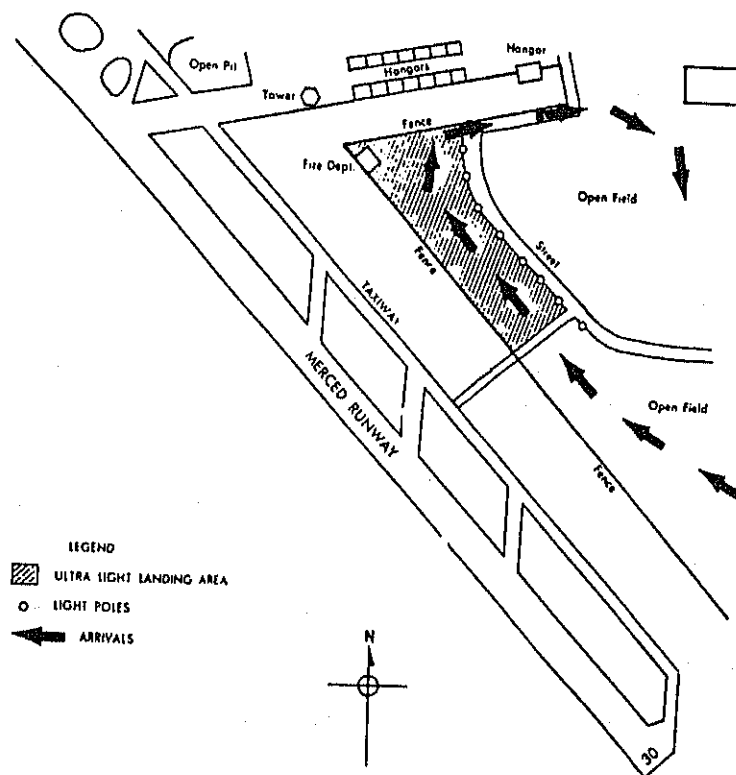 Open Pit
Tower
Hangars
Hangar
Fence
Fire Dept.
Open Field
Street
Fence
TAXIWAY
MERCED RUNWAY
Open Field
Fence
LEGEND
ULTRA LIGHT LANDING AREA
LIGHT POLES
ARRIVALS
N
30